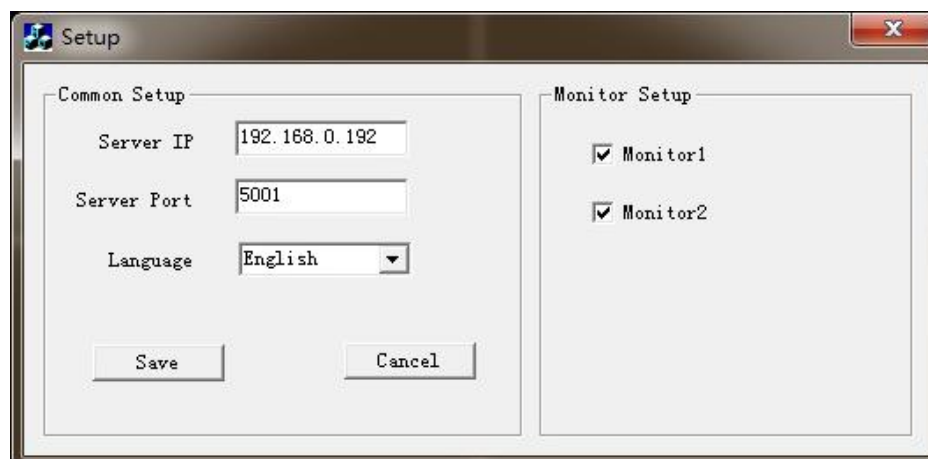 Setup
Common Setup
Server IP 192.168.0.192
Server Port 5001
Language English
Save Cancel
Monitor Setup
Monitor1
Monitor2